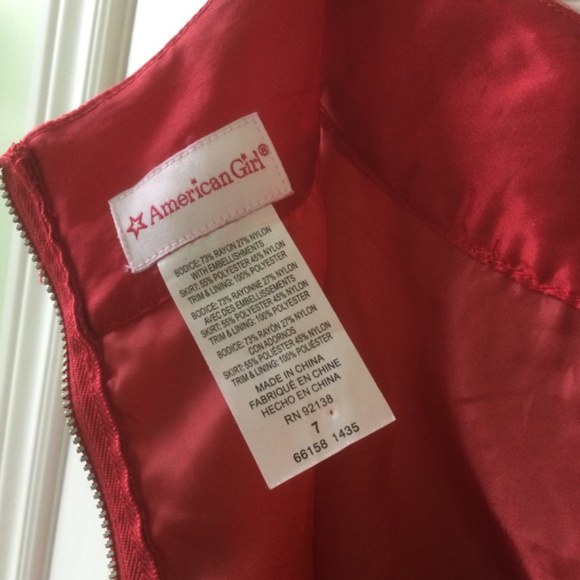 American Girl®
BODICE: 73% RAYON 27% NYLON
WITH EMBELLISHMENTS
SKIRT: 55% POLYESTER 45% NYLON
TRIM & LINING: 100% POLYESTER
BODICE: 73% RAYONNE 27% NYLON
AVEC DES EMBELLISSEMENTS
SKIRT: 55% POLYESTER 45% NYLON
TRIM & LINING: 100% POLYESTER
BODICE: 73% RAYÓN 27% NYLON
CON ADORNOS
SKIRT: 55% POLIÉSTER 45% NYLON
TRIM & LINING: 100% POLIÉSTER
MADE IN CHINA
FABRIQUÉ EN CHINE
HECHO EN CHINA
RN 92138
7
66158 1435